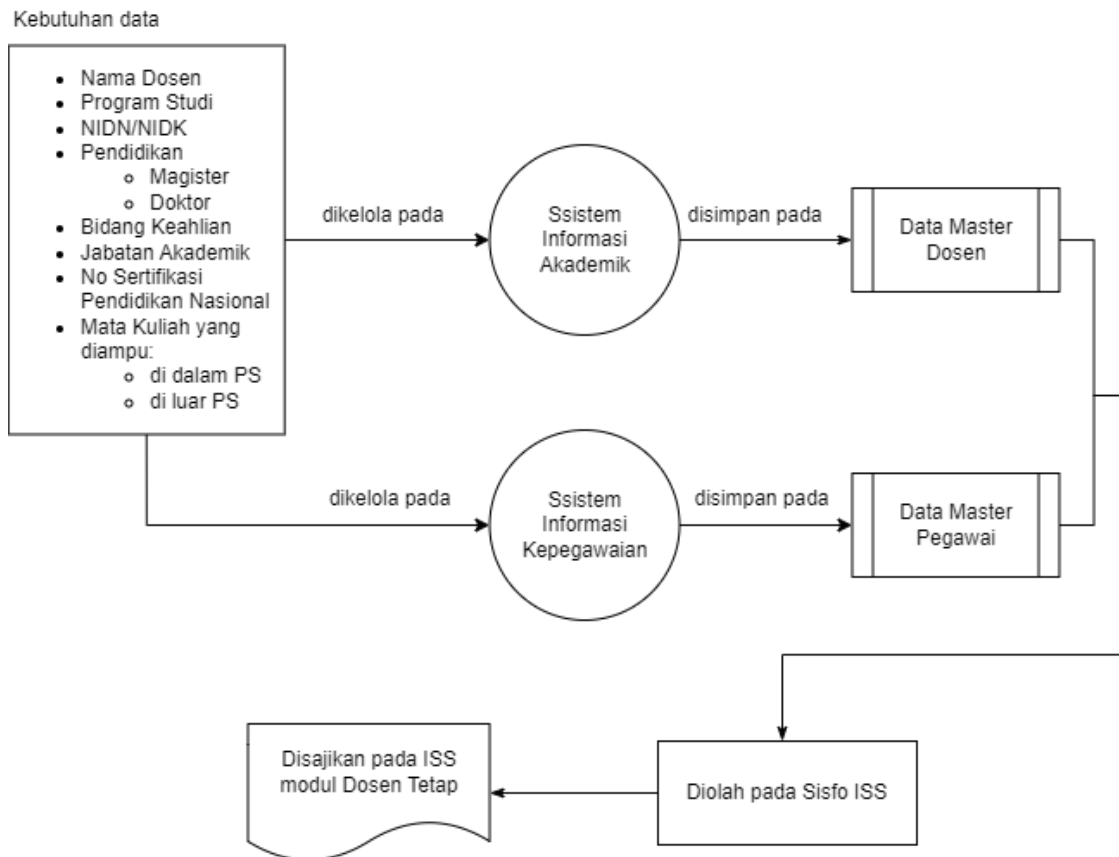 Kebutuhan data
Nama Dosen
Program Studi
NIDN/NIDK
Pendidikan
Magister
Doktor
Bidang Keahlian
Jabatan Akademik
No Sertifikasi
Pendidikan Nasional
Mata Kuliah yang
diampu:
di dalam PS
di luar PS
dikelola pada
Ssistem
Informasi
Akademik
disimpan pada
Data Master
Dosen
dikelola pada
Ssistem
Informasi
Kepegawaian
disimpan pada
Data Master
Pegawai
Diolah pada Sisfo ISS
Disajikan pada ISS
modul Dosen Tetap